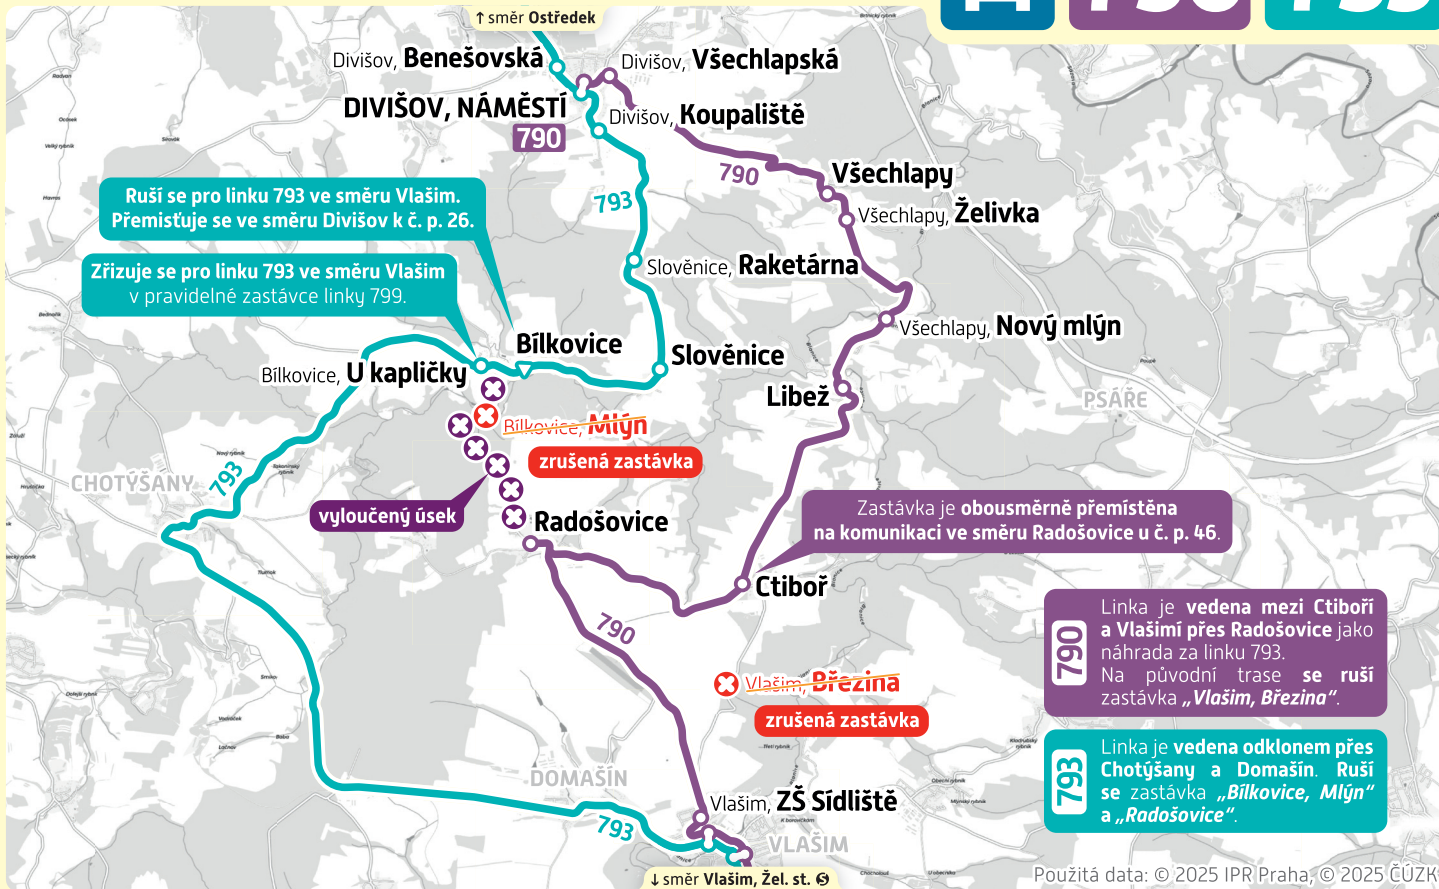 ↑ směr Ostředek
Divišov, Benešovská
Divišov, Všechlapská
DIVIŠOV, NÁMĚSTÍ
790
Divišov, Koupaliště
790
Všechlapy
Všechlapy, Želivka
793
Ruší se pro linku 793 ve směru Vlašim.
Přemisťuje se ve směru Divišov k č. p. 26.
Zřizuje se pro linku 793 ve směru Vlašim
v pravidelné zastávce linky 799.
Slověnice, Raketárna
Všechlapy, Nový mlýn
Bílkovice
Slověnice
Bílkovice, U kapličky
Libež
PSÁŘE
Bílkovice, Mlýn
zrušená zastávka
CHOTÝŠANY
793
vyloučený úsek
Radošovice
Zastávka je obousměrně přemístěna
na komunikaci ve směru Radošovice u č. p. 46.
Ctiboř
790
Vlašim, Březina
zrušená zastávka
790
Linka je vedena mezi Ctiboří
a Vlašimí přes Radošovice jako
náhrada za linku 793.
Na původní trase se ruší
zastávka „Vlašim, Březina“.
793
Linka je vedena odklonem přes
Chotýšany a Domašín. Ruší
se zastávka „Bílkovice, Mlýn“
a „Radošovice“.
DOMAŠÍN
793
Vlašim, ZŠ Sídliště
VLAŠIM
↓ směr Vlašim, Žel. st. S
Použitá data: © 2025 IPR Praha, © 2025 ČÚZK